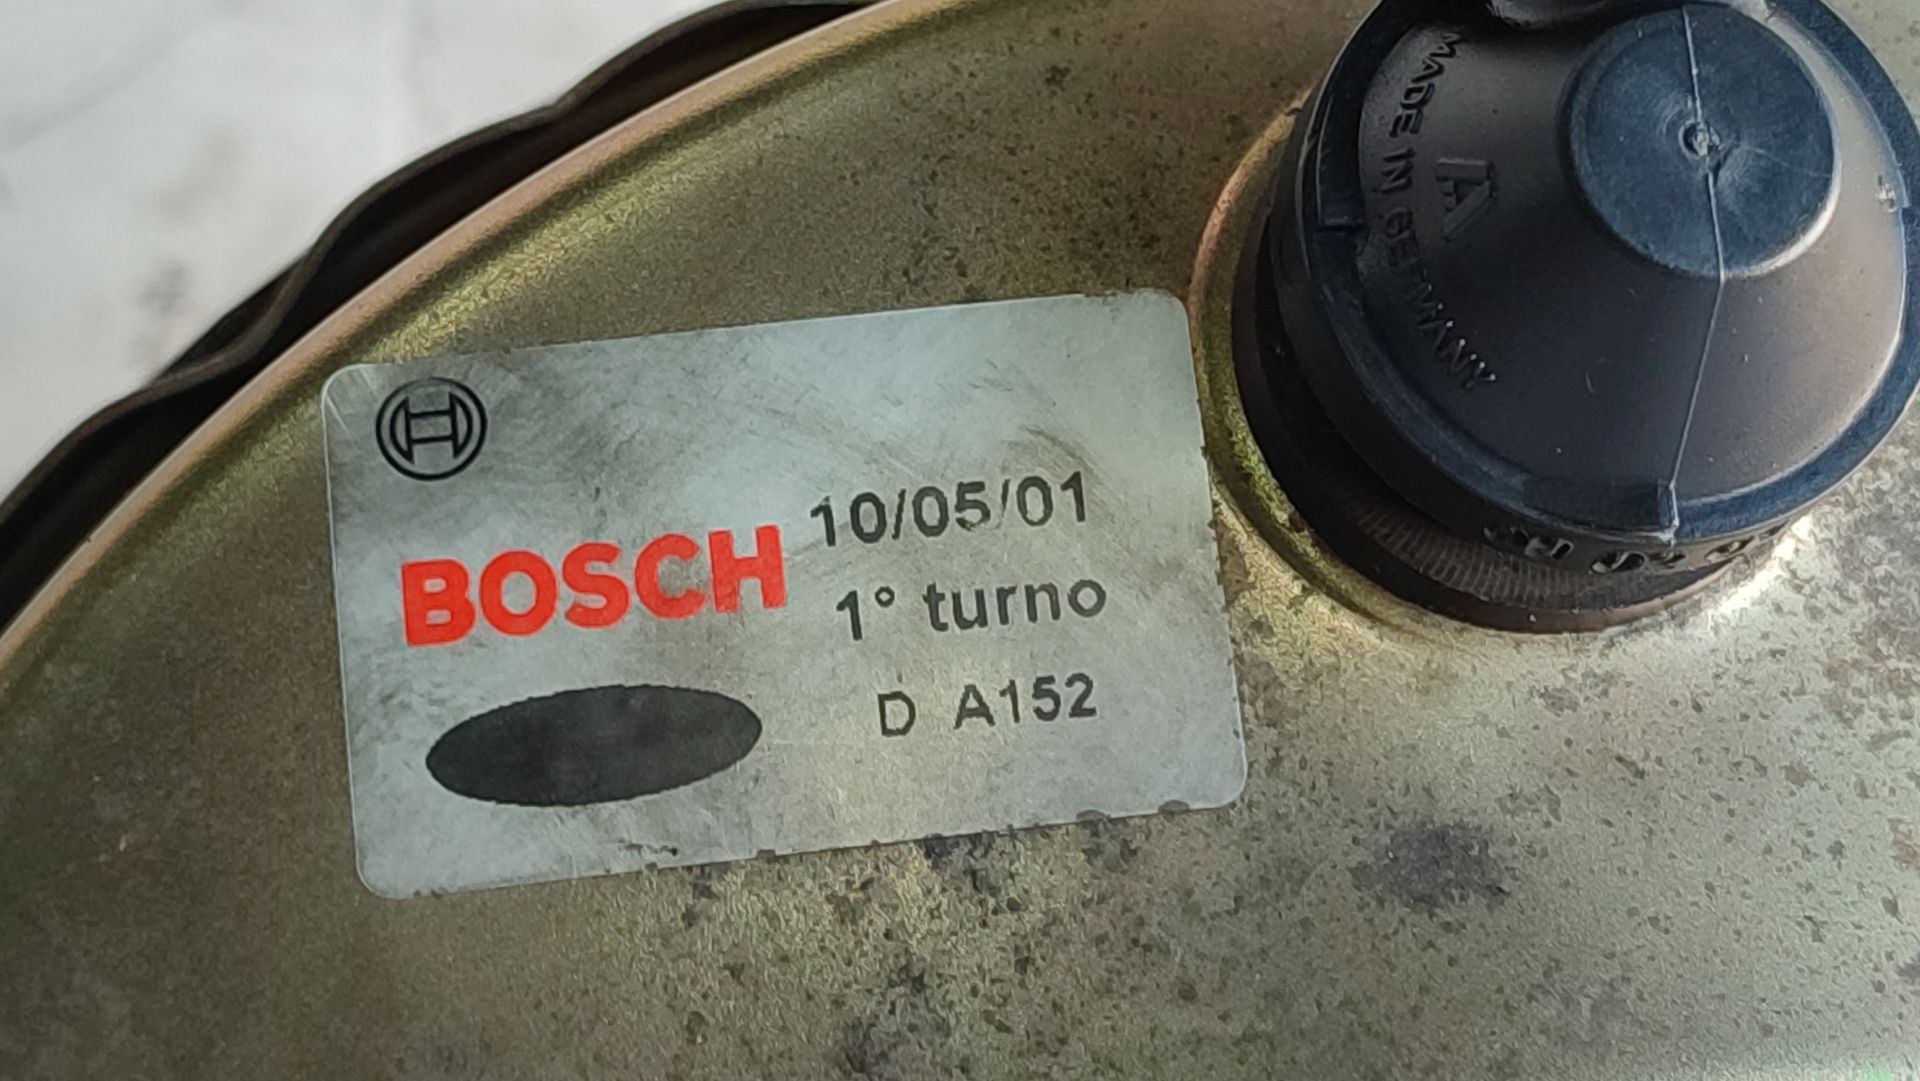 BOSCH
10/05/01
1° turno
D A152
MADE IN GERMANY